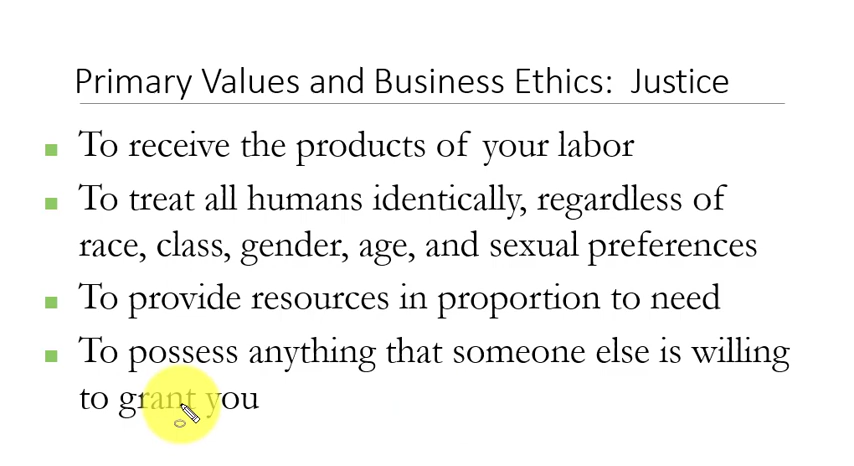 Primary Values and Business Ethics: Justice
To receive the products of your labor
To treat all humans identically, regardless of
race, class, gender, age, and sexual preferences
To provide resources in proportion to need
To possess anything that someone else is willing
to grant you